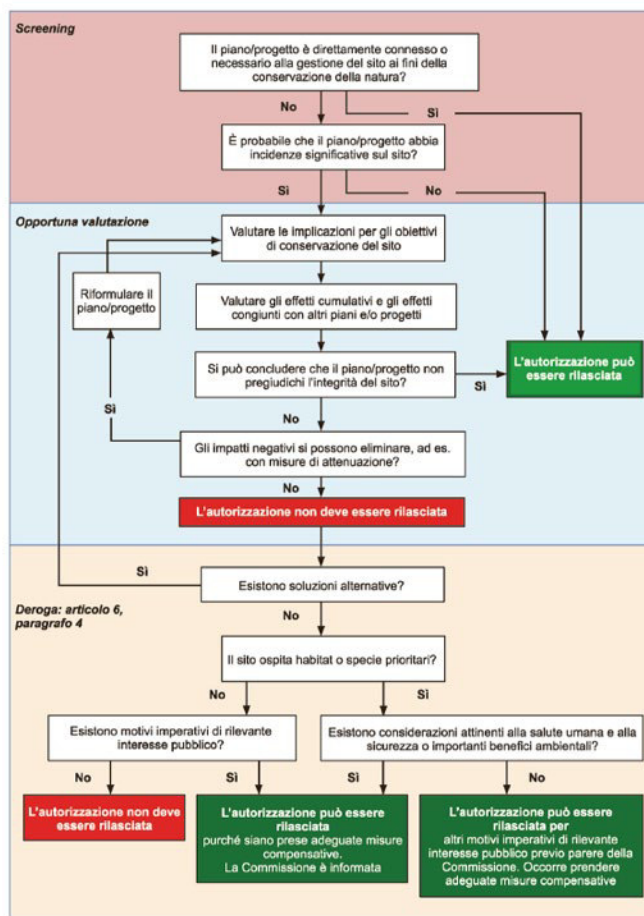 Screening
Il piano/progetto è direttamente connesso o
necessario alla gestione del sito ai fini della
conservazione della natura?
No
Sì
È probabile che il piano/progetto abbia
incidenze significative sul sito?
Sì
No
Opportuna valutazione
Valutare le implicazioni per gli obiettivi
di conservazione del sito
Riformulare il
piano/progetto
Valutare gli effetti cumulativi e gli effetti
congiunti con altri piani e/o progetti
L'autorizzazione può
essere rilasciata
Si può concludere che il piano/progetto non
pregiudichi l'integrità del sito?
Sì
Sì
No
Gli impatti negativi si possono eliminare, ad es.
con misure di attenuazione?
No
L'autorizzazione non deve essere rilasciata
Sì
Esistono soluzioni alternative?
Deroga: articolo 6,
paragrafo 4
No
Il sito ospita habitat o specie prioritari?
No
Sì
Esistono motivi imperativi di rilevante
interesse pubblico?
Esistono considerazioni attinenti alla salute umana e alla
sicurezza o importanti benefici ambientali?
No
Sì
Sì
No
L'autorizzazione non deve
essere rilasciata
L'autorizzazione può essere
rilasciata
purché siano prese adeguate misure
compensative.
La Commissione è informata
L'autorizzazione può essere
rilasciata per
altri motivi imperativi di rilevante
interesse pubblico previo parere della
Commissione. Occorre prendere
adeguate misure compensative